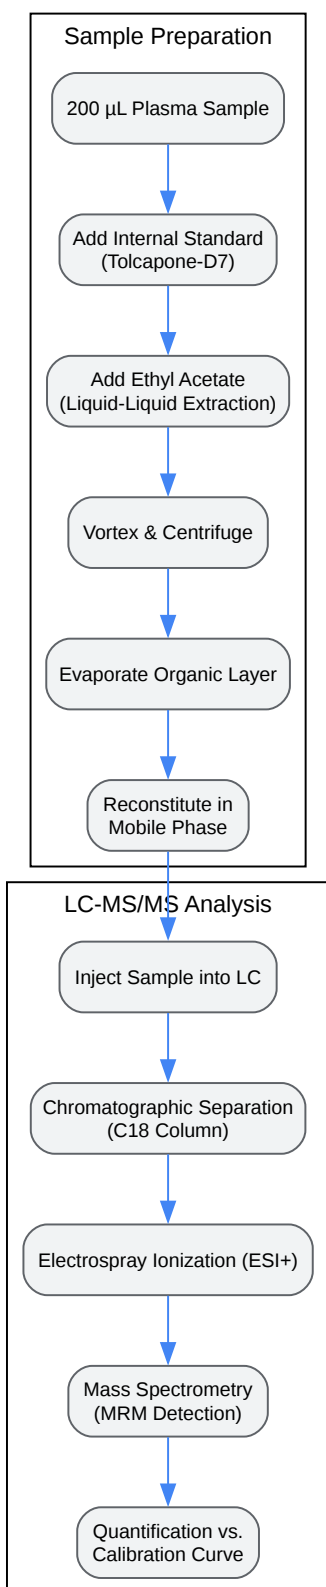 Sample Preparation
200 µL Plasma Sample
Add Internal Standard
(Tolcapone-D7)
Add Ethyl Acetate
(Liquid-Liquid Extraction)
Vortex & Centrifuge
Evaporate Organic Layer
Reconstitute in
Mobile Phase
LC-MS/MS Analysis
Inject Sample into LC
Chromatographic Separation
(C18 Column)
Electrospray Ionization (ESI+)
Mass Spectrometry
(MRM Detection)
Quantification vs.
Calibration Curve